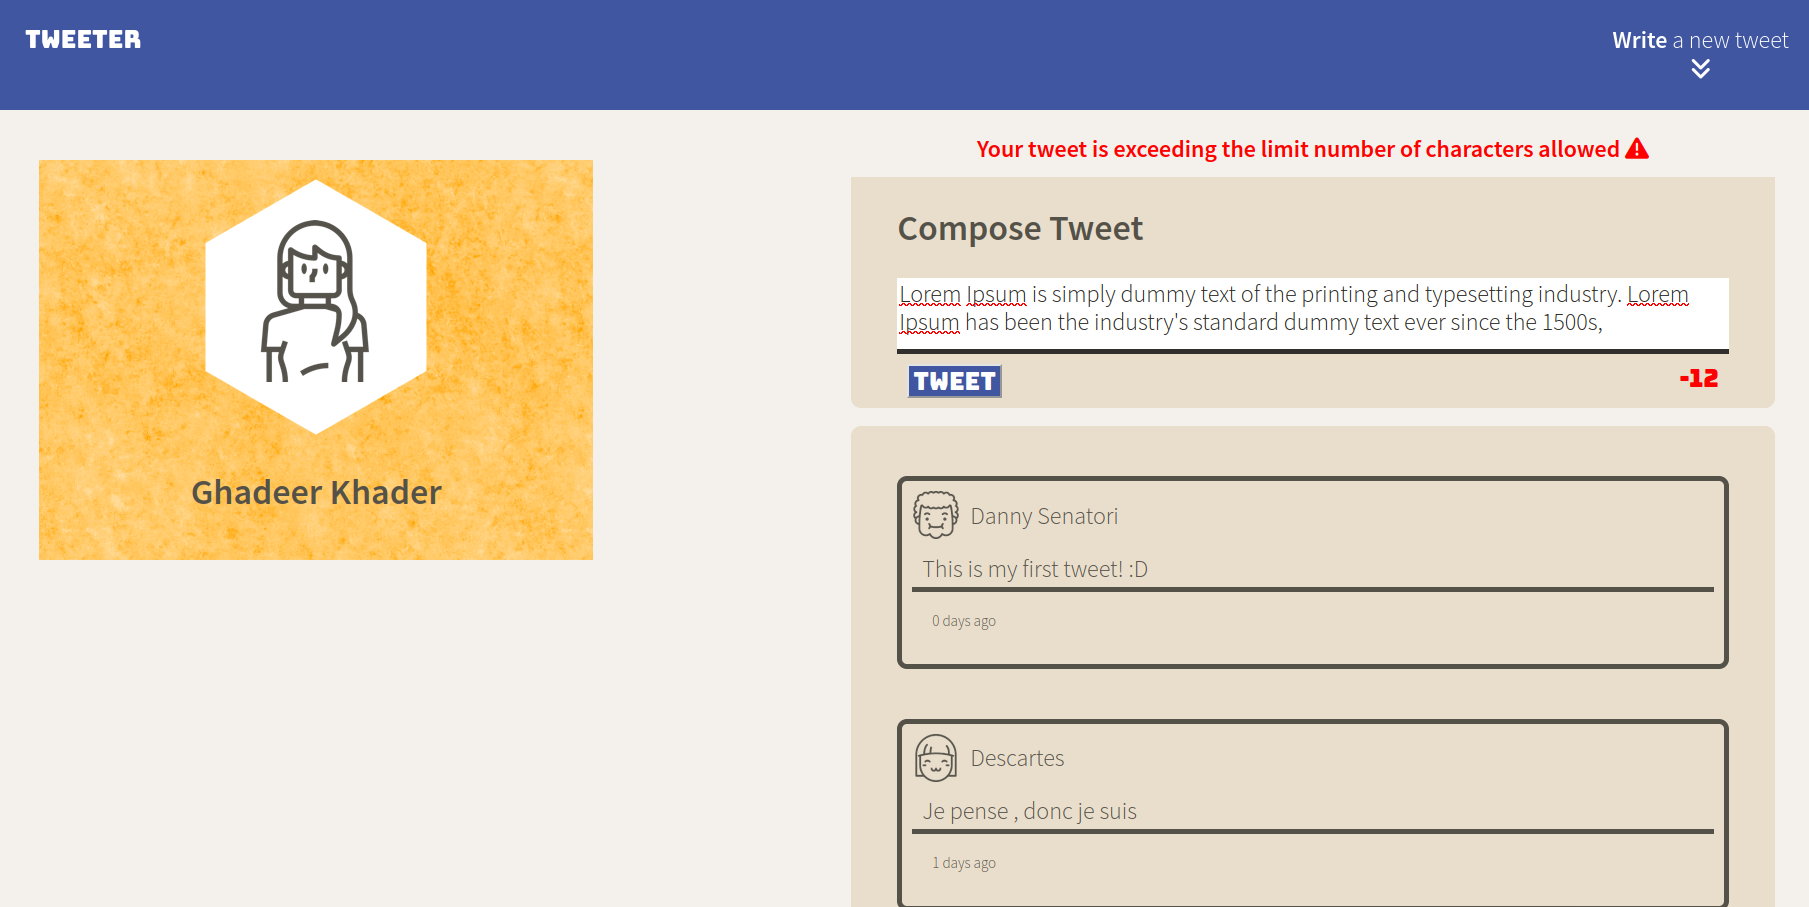 TWEETER
Write a new tweet
Ghadeer Khader
Your tweet is exceeding the limit number of characters allowed
Compose Tweet
Lorem Ipsum is simply dummy text of the printing and typesetting industry. Lorem
Ipsum has been the industry's standard dummy text ever since the 1500s,
TWEET
-12
Danny Senatori
This is my first tweet! :D
0 days ago
Descartes
Je pense , donc je suis
1 days ago